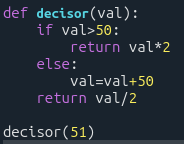 def decisor(val):
    if val>50:
        return val*2
    else:
        val=val+50
    return val/2

decisor(51)